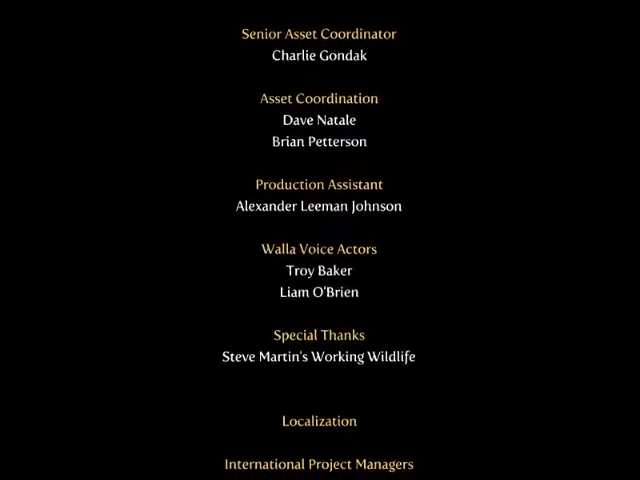 Senior Asset Coordinator
Charlie Gondak
Asset Coordination
Dave Natale
Brian Petterson
Production Assistant
Alexander Leeman Johnson
Walla Voice Actors
Troy Baker
Liam O'Brien
Special Thanks
Steve Martin's Working Wildlife
Localization
International Project Managers